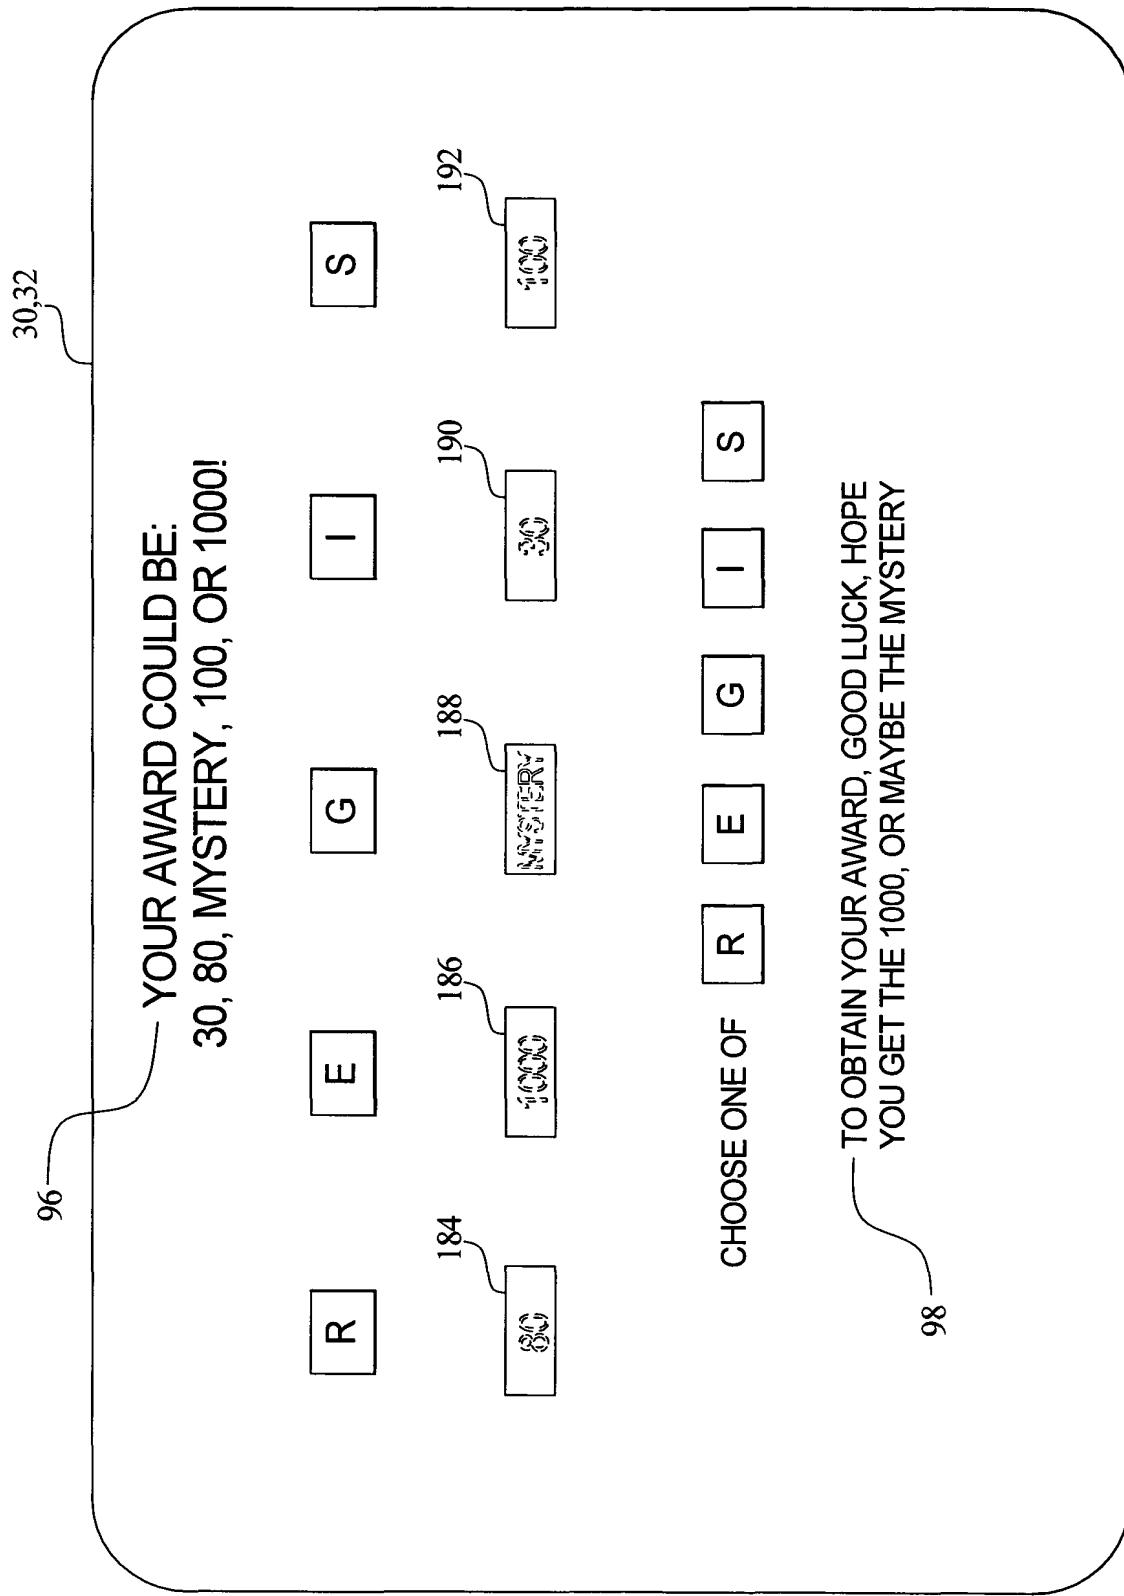 30,32
96
YOUR AWARD COULD BE:
30, 80, MYSTERY, 100, OR 1000!
R E G I S
184 186 188 190 192
80 1000 MYSTERY 30 100
CHOOSE ONE OF R E G I S
98
TO OBTAIN YOUR AWARD, GOOD LUCK, HOPE
YOU GET THE 1000, OR MAYBE THE MYSTERY